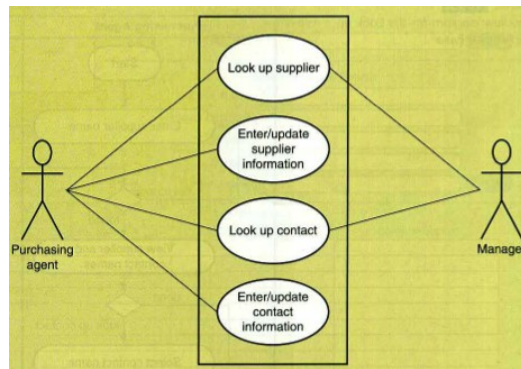 Look up supplier
Enter/update
supplier
information
Look up contact
Enter/update
contact
information
Purchasing
agent
Manage